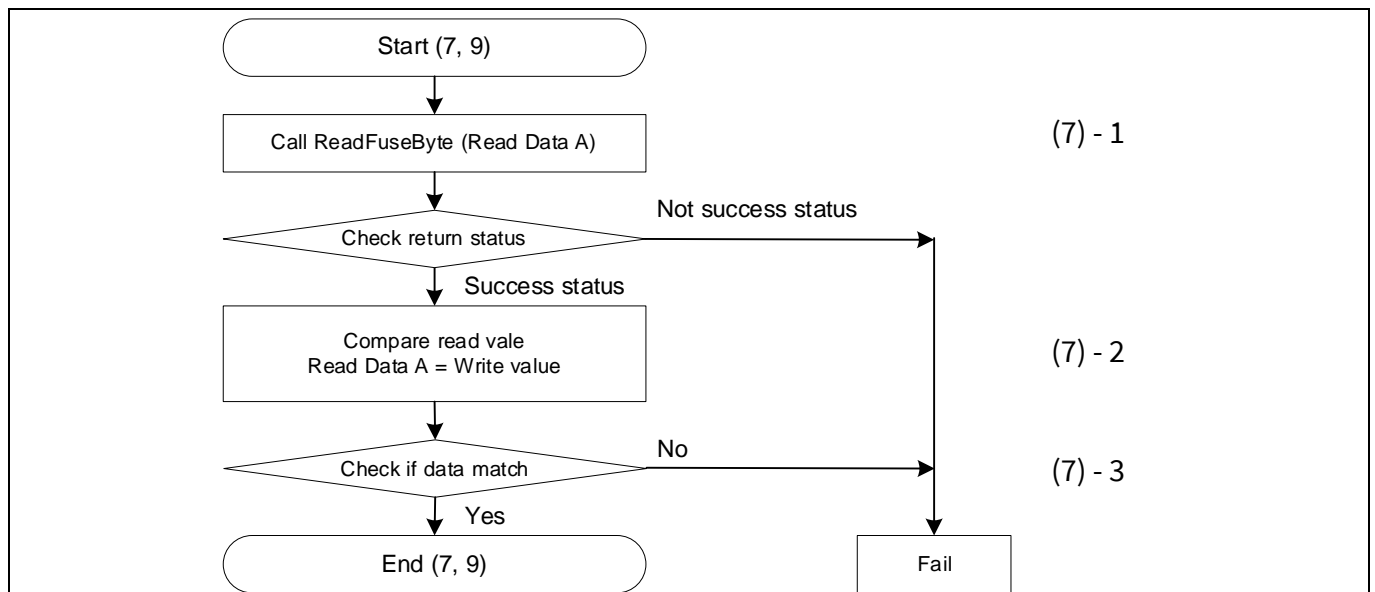 Start (7, 9)
Call ReadFuseByte (Read Data A)
(7) - 1
Not success status
Check return status
Success status
Compare read vale
Read Data A = Write value
(7) - 2
No
Check if data match
(7) - 3
Yes
End (7, 9)
Fail